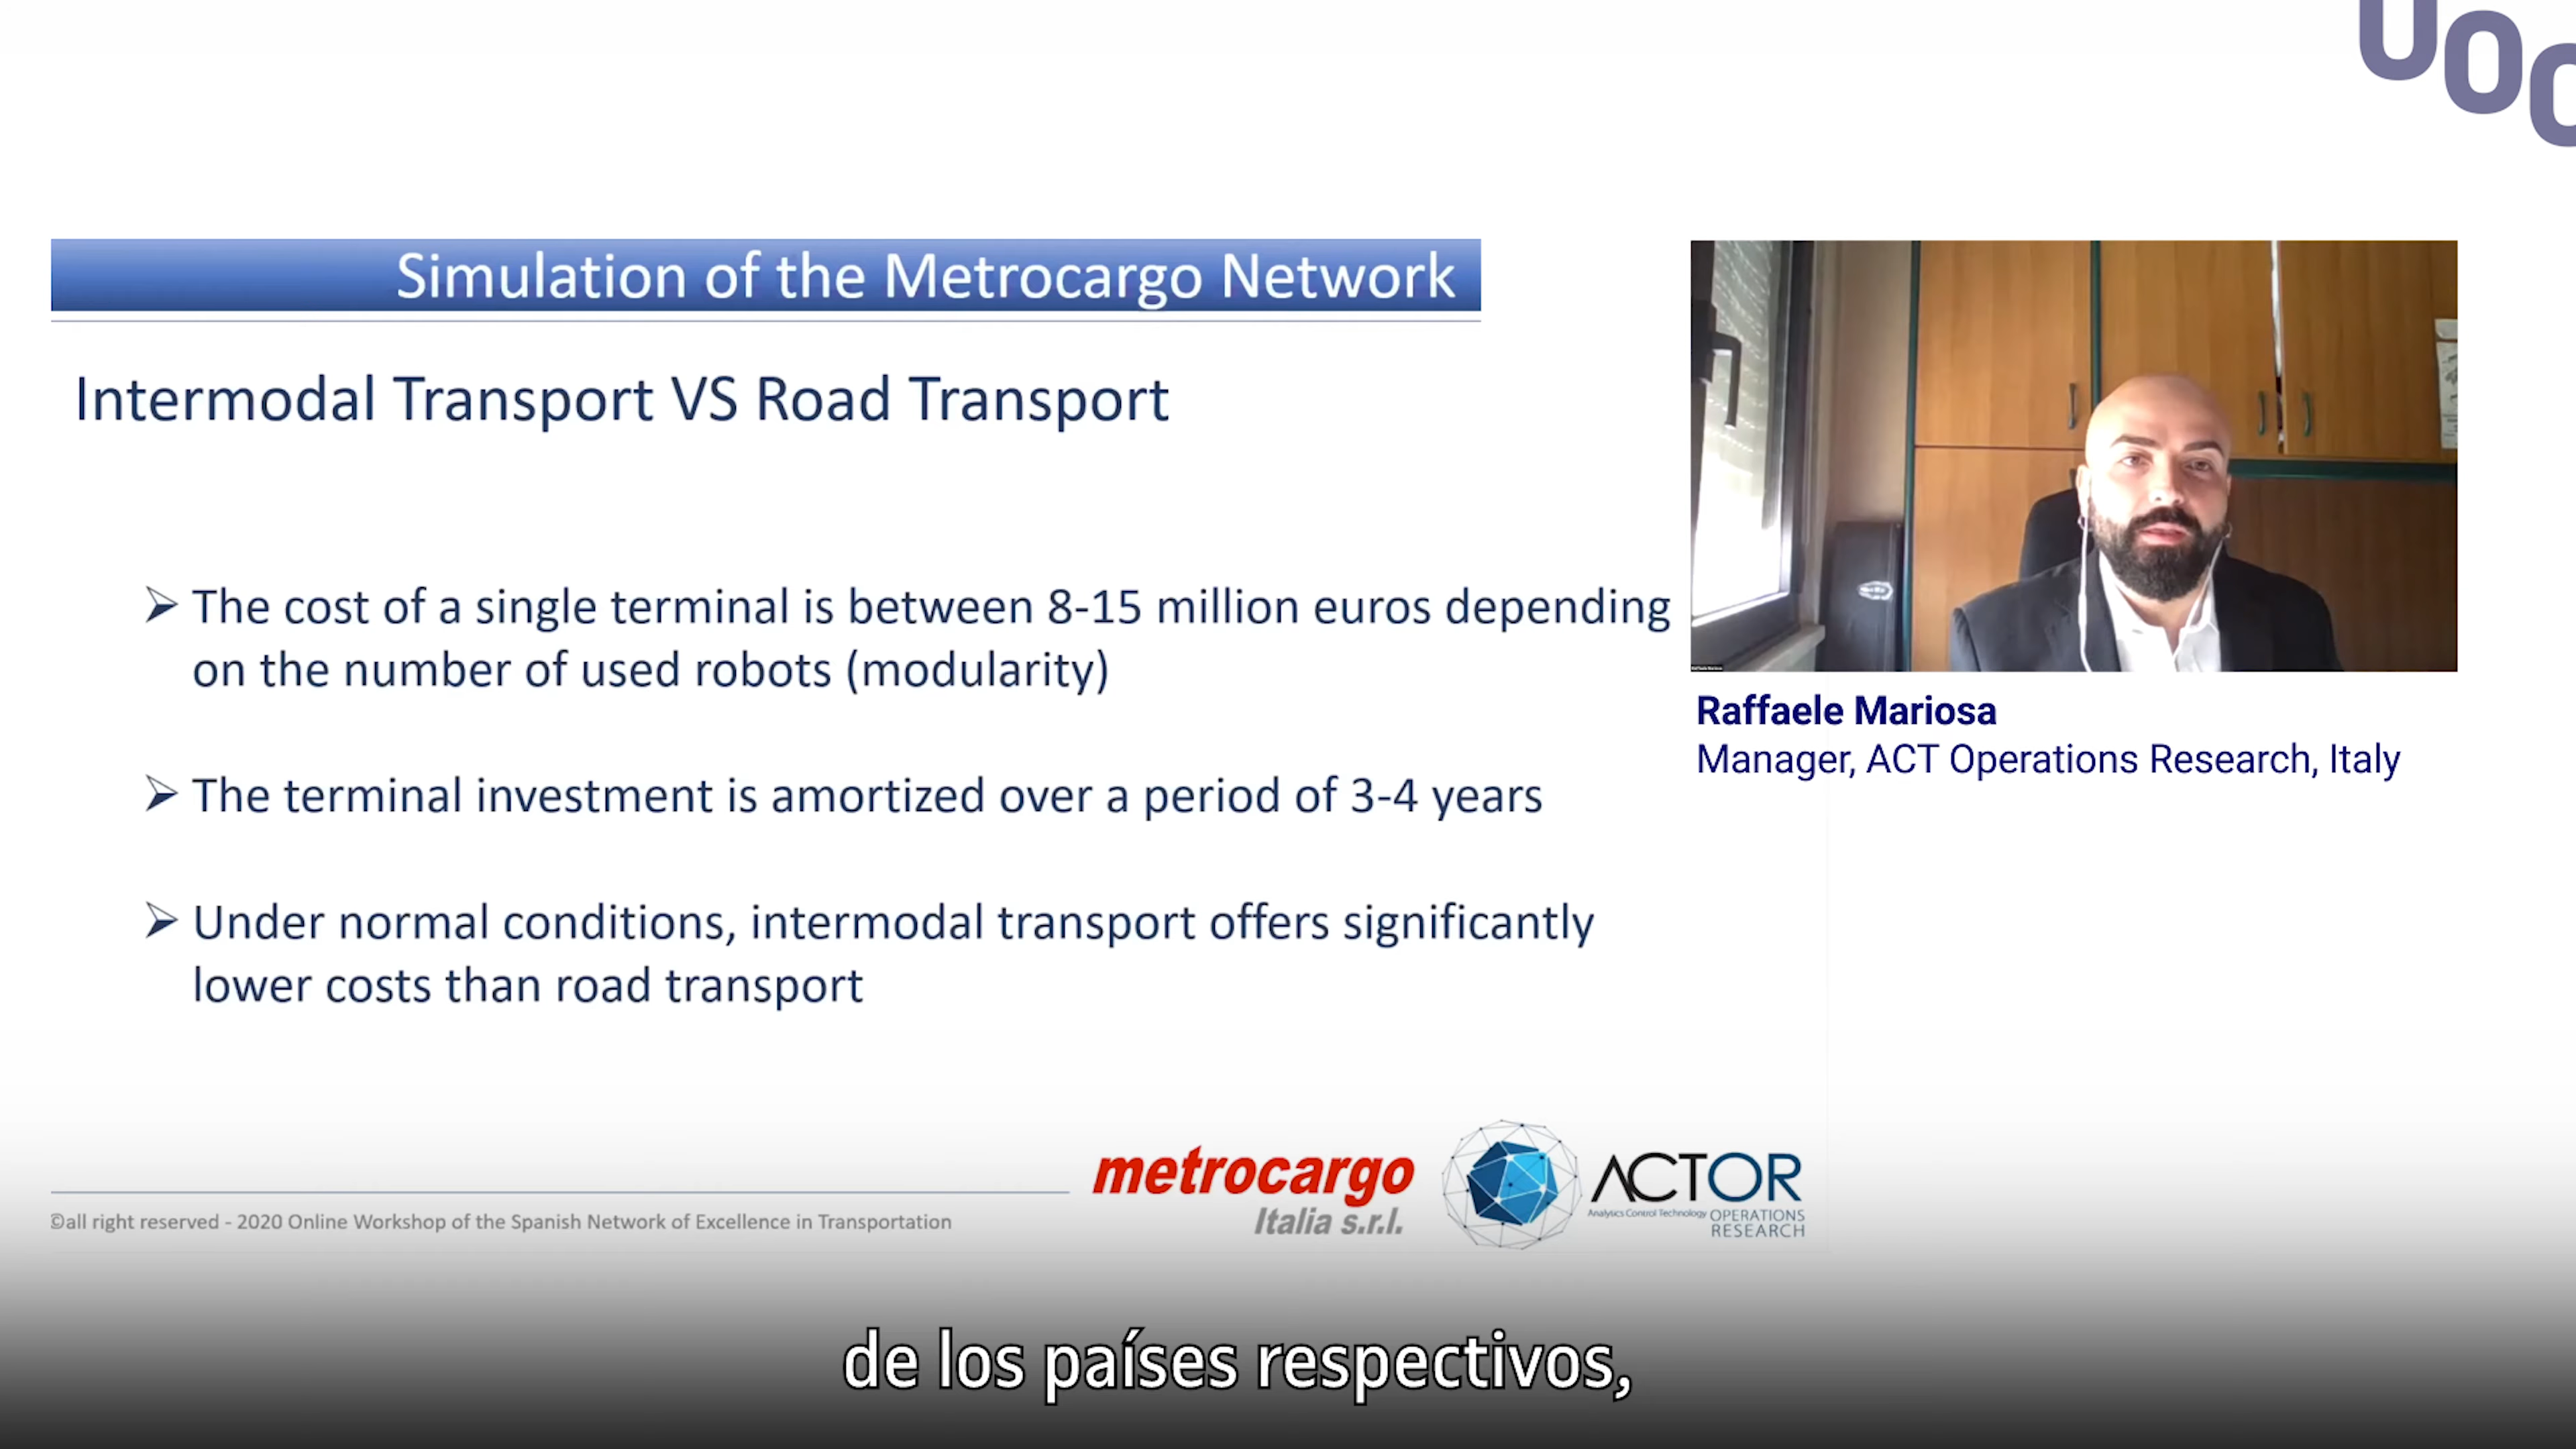 UOC
Simulation of the Metrocargo Network
Intermodal Transport VS Road Transport
➢ The cost of a single terminal is between 8-15 million euros depending
on the number of used robots (modularity)
➢ The terminal investment is amortized over a period of 3-4 years
➢ Under normal conditions, intermodal transport offers significantly
lower costs than road transport
Raffaele Mariosa
Manager, ACT Operations Research, Italy
metrocargo
Italia s.r.l.
ACTOR
Analytics Control Technology OPERATIONS
RESEARCH
©all right reserved - 2020 Online Workshop of the Spanish Network of Excellence in Transportation
de los países respectivos,